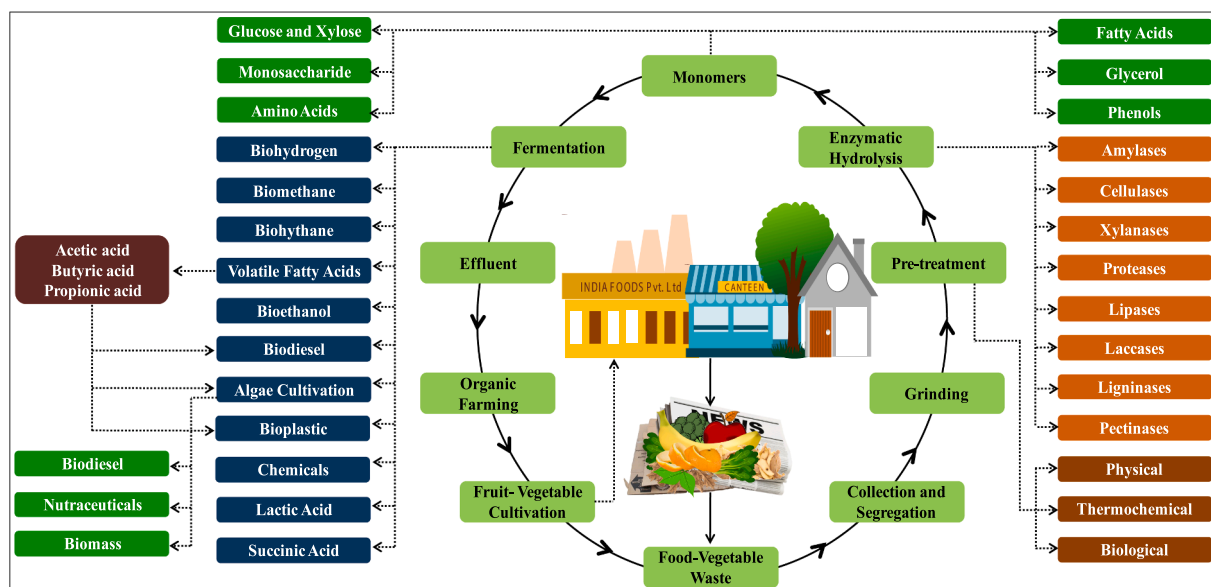 Glucose and Xylose
Monosaccharide
Amino Acids
Biohydrogen
Biomethane
Biohythane
Volatile Fatty Acids
Bioethanol
Biodiesel
Algae Cultivation
Bioplastic
Chemicals
Lactic Acid
Succinic Acid
Acetic acid
Butyric acid
Propionic acid
Biodiesel
Nutraceuticals
Biomass
Monomers
Fermentation
Effluent
Organic
Farming
Fruit- Vegetable
Cultivation
Food-Vegetable
Waste
Collection and
Segregation
Grinding
Pre-treatment
Enzymatic
Hydrolysis
INDIA FOODS Pvt. Ltd
CANTEEN
NEWS
Fatty Acids
Glycerol
Phenols
Amylases
Cellulases
Xylanases
Proteases
Lipases
Laccases
Ligninases
Pectinases
Physical
Thermochemical
Biological